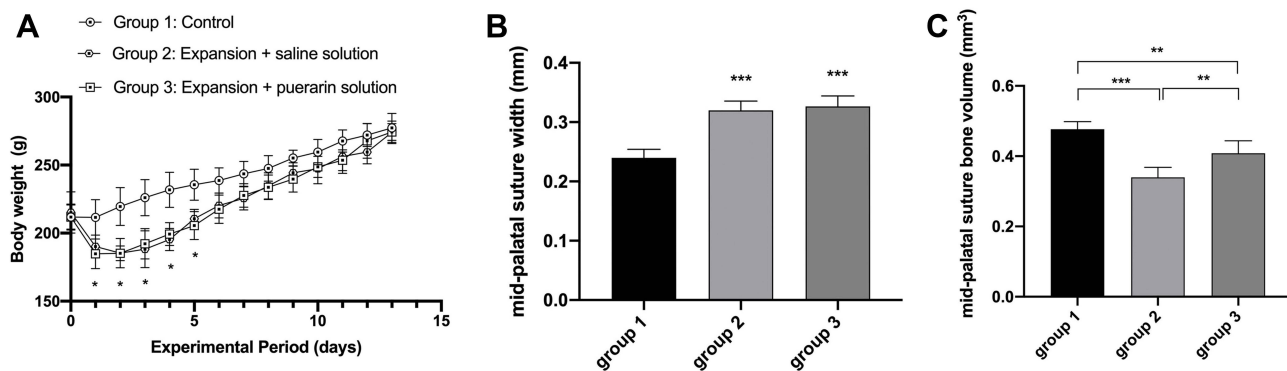 A
Group 1: Control
Group 2: Expansion + saline solution
Group 3: Expansion + puerarin solution
Body weight (g)
300
250
200
150
* * * * *
0 5 10 15
Experimental Period (days)
B
mid-palatal suture width (mm)
0.4
0.3
0.2
0.1
0.0
*** ***
group 1 group 2 group 3
C
mid-palatal suture bone volume (mm³)
0.6
0.4
0.6
0.0
**
*** **
group 1 group 2 group 3